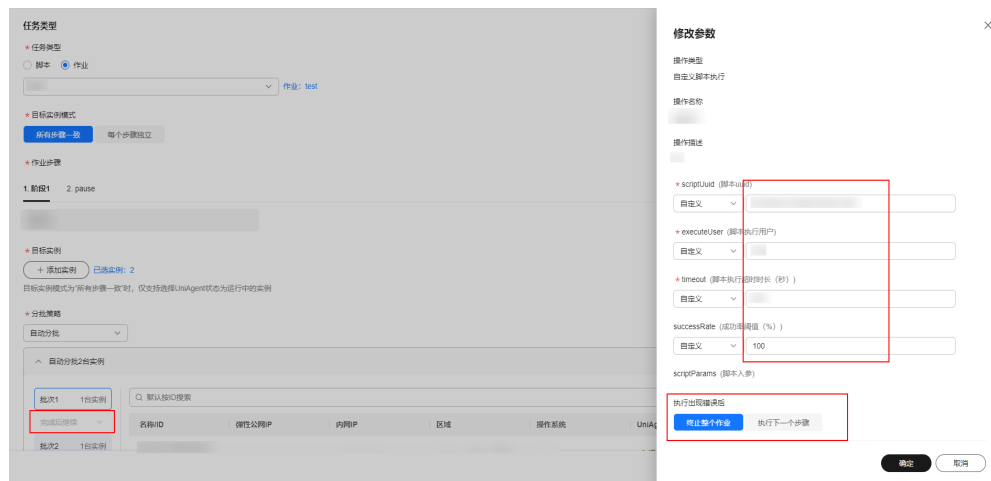 任务类型
* 任务类型
脚本 作业
作业：test
* 目标实例模式
所有步骤一致 每个步骤独立
* 作业步骤
1. 阶段1 2. pause
* 目标实例
+ 添加实例 已选实例：2
目标实例模式为“所有步骤一致”时，仅支持选择UniAgent状态为运行中的实例
* 分批策略
自动分批
自动分批2台实例
批次1 1台实例
默认按ID搜索
完成后继续
名称/ID 弹性公网IP 内网IP 区域 操作系统 UniAg
批次2 1台实例
修改参数
操作类型
自定义脚本执行
操作名称
操作描述
* scriptUuid (脚本uuid)
自定义
* executeUser (脚本执行用户)
自定义
* timeout (脚本执行超时时长（秒）)
自定义
successRate (成功率阈值（%）)
自定义 100
scriptParams (脚本入参)
执行出现错误后
终止整个作业 执行下一个步骤
确定 取消